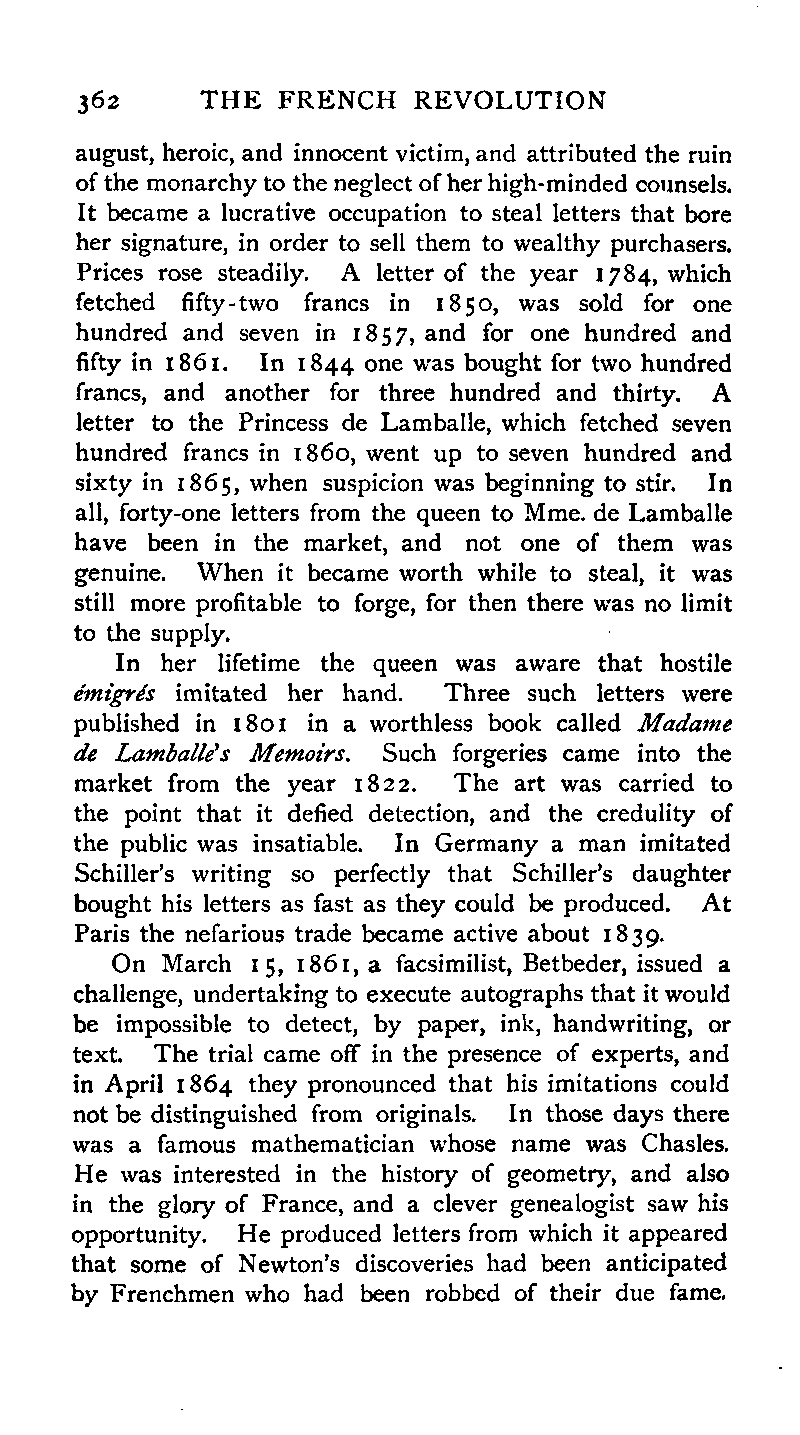 362 THE FRENCH REVOLUTION
august, heroic, and innocent victim, and attributed the ruin
of the monarchy to the neglect of her high-minded counsels.
It became a lucrative occupation to steal letters that bore
her signature, in order to sell them to wealthy purchasers.
Prices rose steadily. A letter of the year 1784, which
fetched fifty-two francs in 1850, was sold for one
hundred and seven in 1857, and for one hundred and
fifty in 1861. In 1844 one was bought for two hundred
francs, and another for three hundred and thirty. A
letter to the Princess de Lamballe, which fetched seven
hundred francs in 1860, went up to seven hundred and
sixty in 1865, when suspicion was beginning to stir. In
all, forty-one letters from the queen to Mme. de Lamballe
have been in the market, and not one of them was
genuine. When it became worth while to steal, it was
still more profitable to forge, for then there was no limit
to the supply.
In her lifetime the queen was aware that hostile
émigrés imitated her hand. Three such letters were
published in 1801 in a worthless book called Madame
de Lamballe's Memoirs. Such forgeries came into the
market from the year 1822. The art was carried to
the point that it defied detection, and the credulity of
the public was insatiable. In Germany a man imitated
Schiller's writing so perfectly that Schiller's daughter
bought his letters as fast as they could be produced. At
Paris the nefarious trade became active about 1839.
On March 15, 1861, a facsimilist, Betbeder, issued a
challenge, undertaking to execute autographs that it would
be impossible to detect, by paper, ink, handwriting, or
text. The trial came off in the presence of experts, and
in April 1864 they pronounced that his imitations could
not be distinguished from originals. In those days there
was a famous mathematician whose name was Chasles.
He was interested in the history of geometry, and also
in the glory of France, and a clever genealogist saw his
opportunity. He produced letters from which it appeared
that some of Newton's discoveries had been anticipated
by Frenchmen who had been robbed of their due fame.